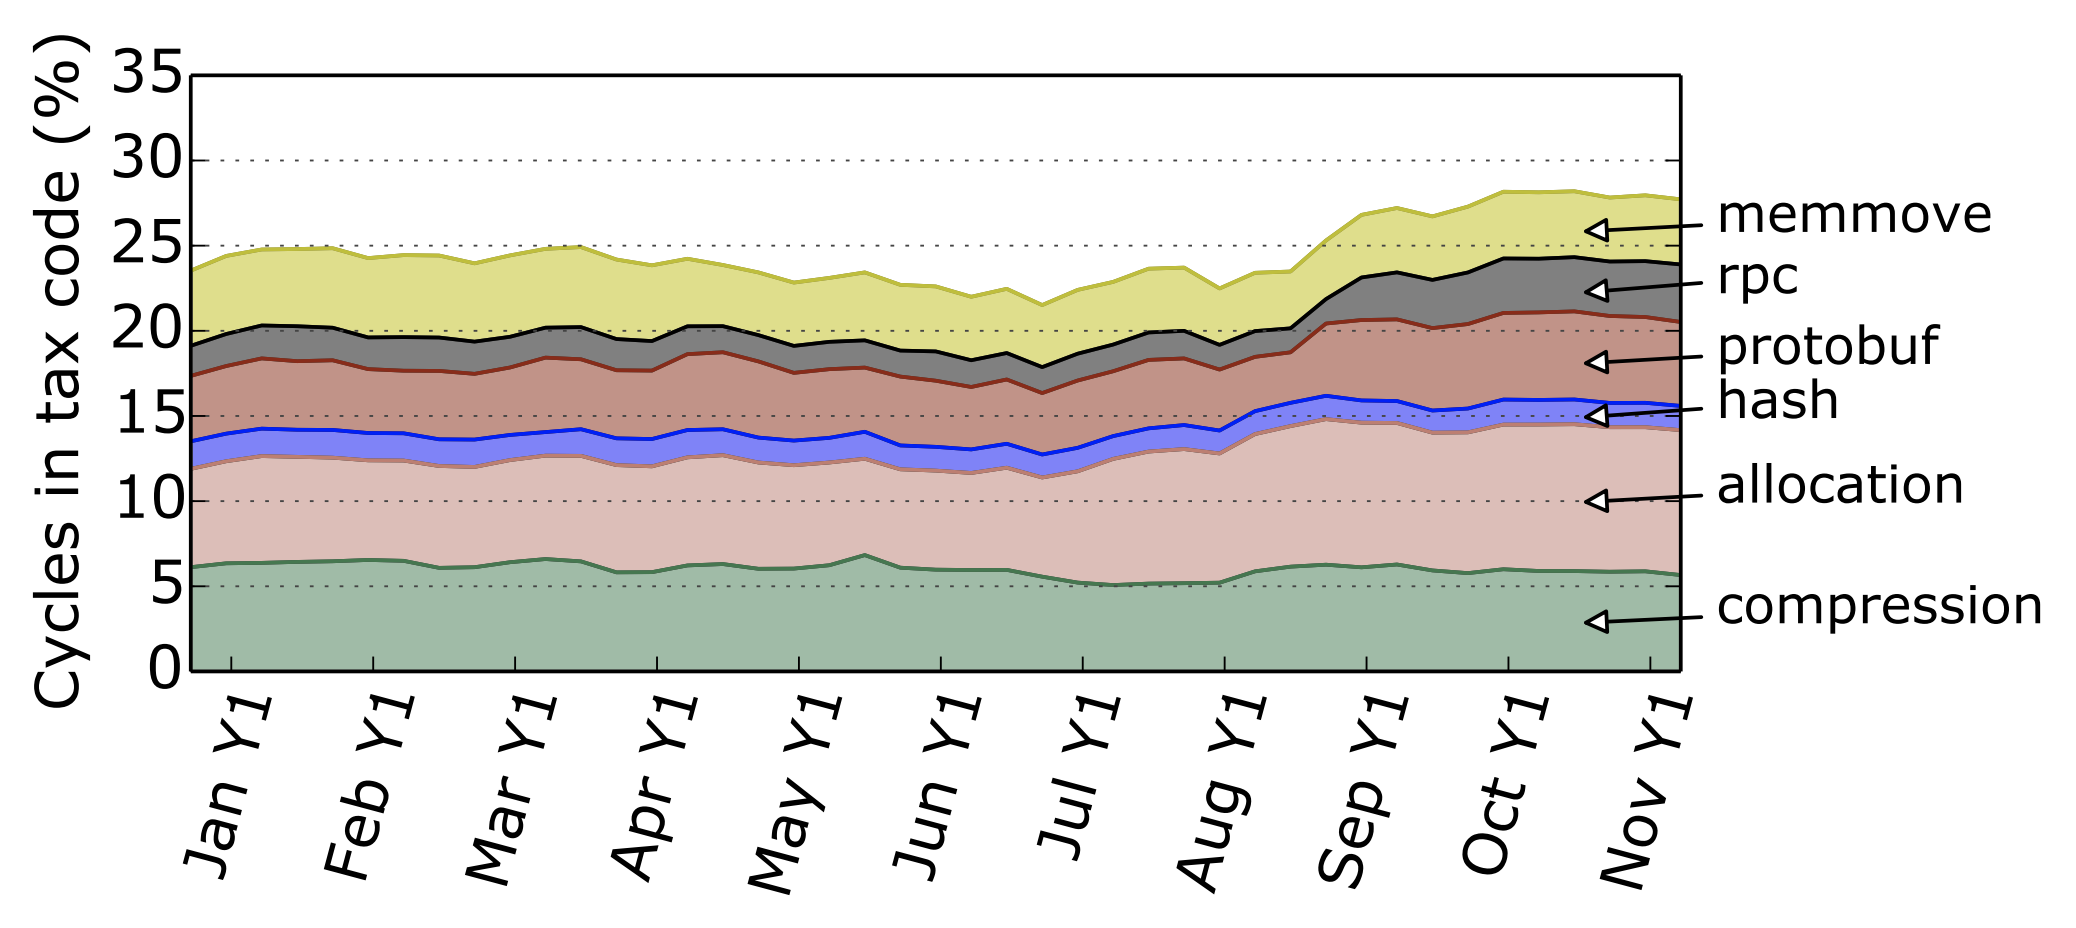 Cycles in tax code (%)
35
30
25
20
15
10
5
0
memmove
rpc
protobuf
hash
allocation
compression
Jan Y1
Feb Y1
Mar Y1
Apr Y1
May Y1
Jun Y1
Jul Y1
Aug Y1
Sep Y1
Oct Y1
Nov Y1